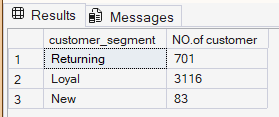 Results Messages
customer_segment NO.of customer
1 Returning 701
2 Loyal 3116
3 New 83